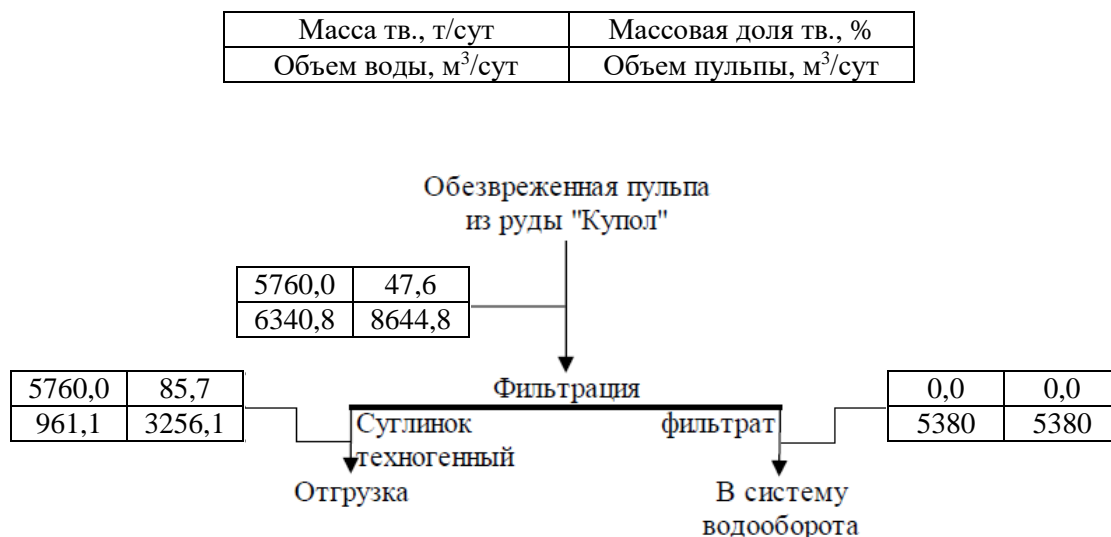 Масса тв., т/сут Массовая доля тв., %
Объем воды, м³/сут Объем пульпы, м³/сут
Обезвреженная пульпа
из руды "Купол"
5760,0 47,6
6340,8 8644,8
Фильтрация
5760,0 85,7
961,1 3256,1
0,0 0,0
5380 5380
Суглинок
техногенный
фильтрат
Отгрузка
В систему
водооборота